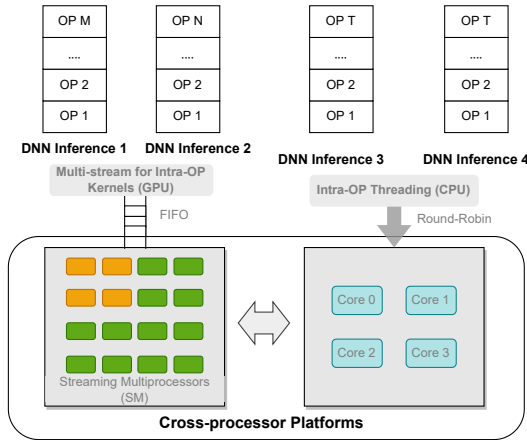 OP M
....
OP 2
OP 1
OP N
....
OP 2
OP 1
OP T
....
OP 2
OP 1
OP T
....
OP 2
OP 1
DNN Inference 1
DNN Inference 2
DNN Inference 3
DNN Inference 4
Multi-stream for Intra-OP
Kernels (GPU)
Intra-OP Threading (CPU)
FIFO
Round-Robin
Core 0
Core 1
Core 2
Core 3
Streaming Multiprocessors
(SM)
Cross-processor Platforms